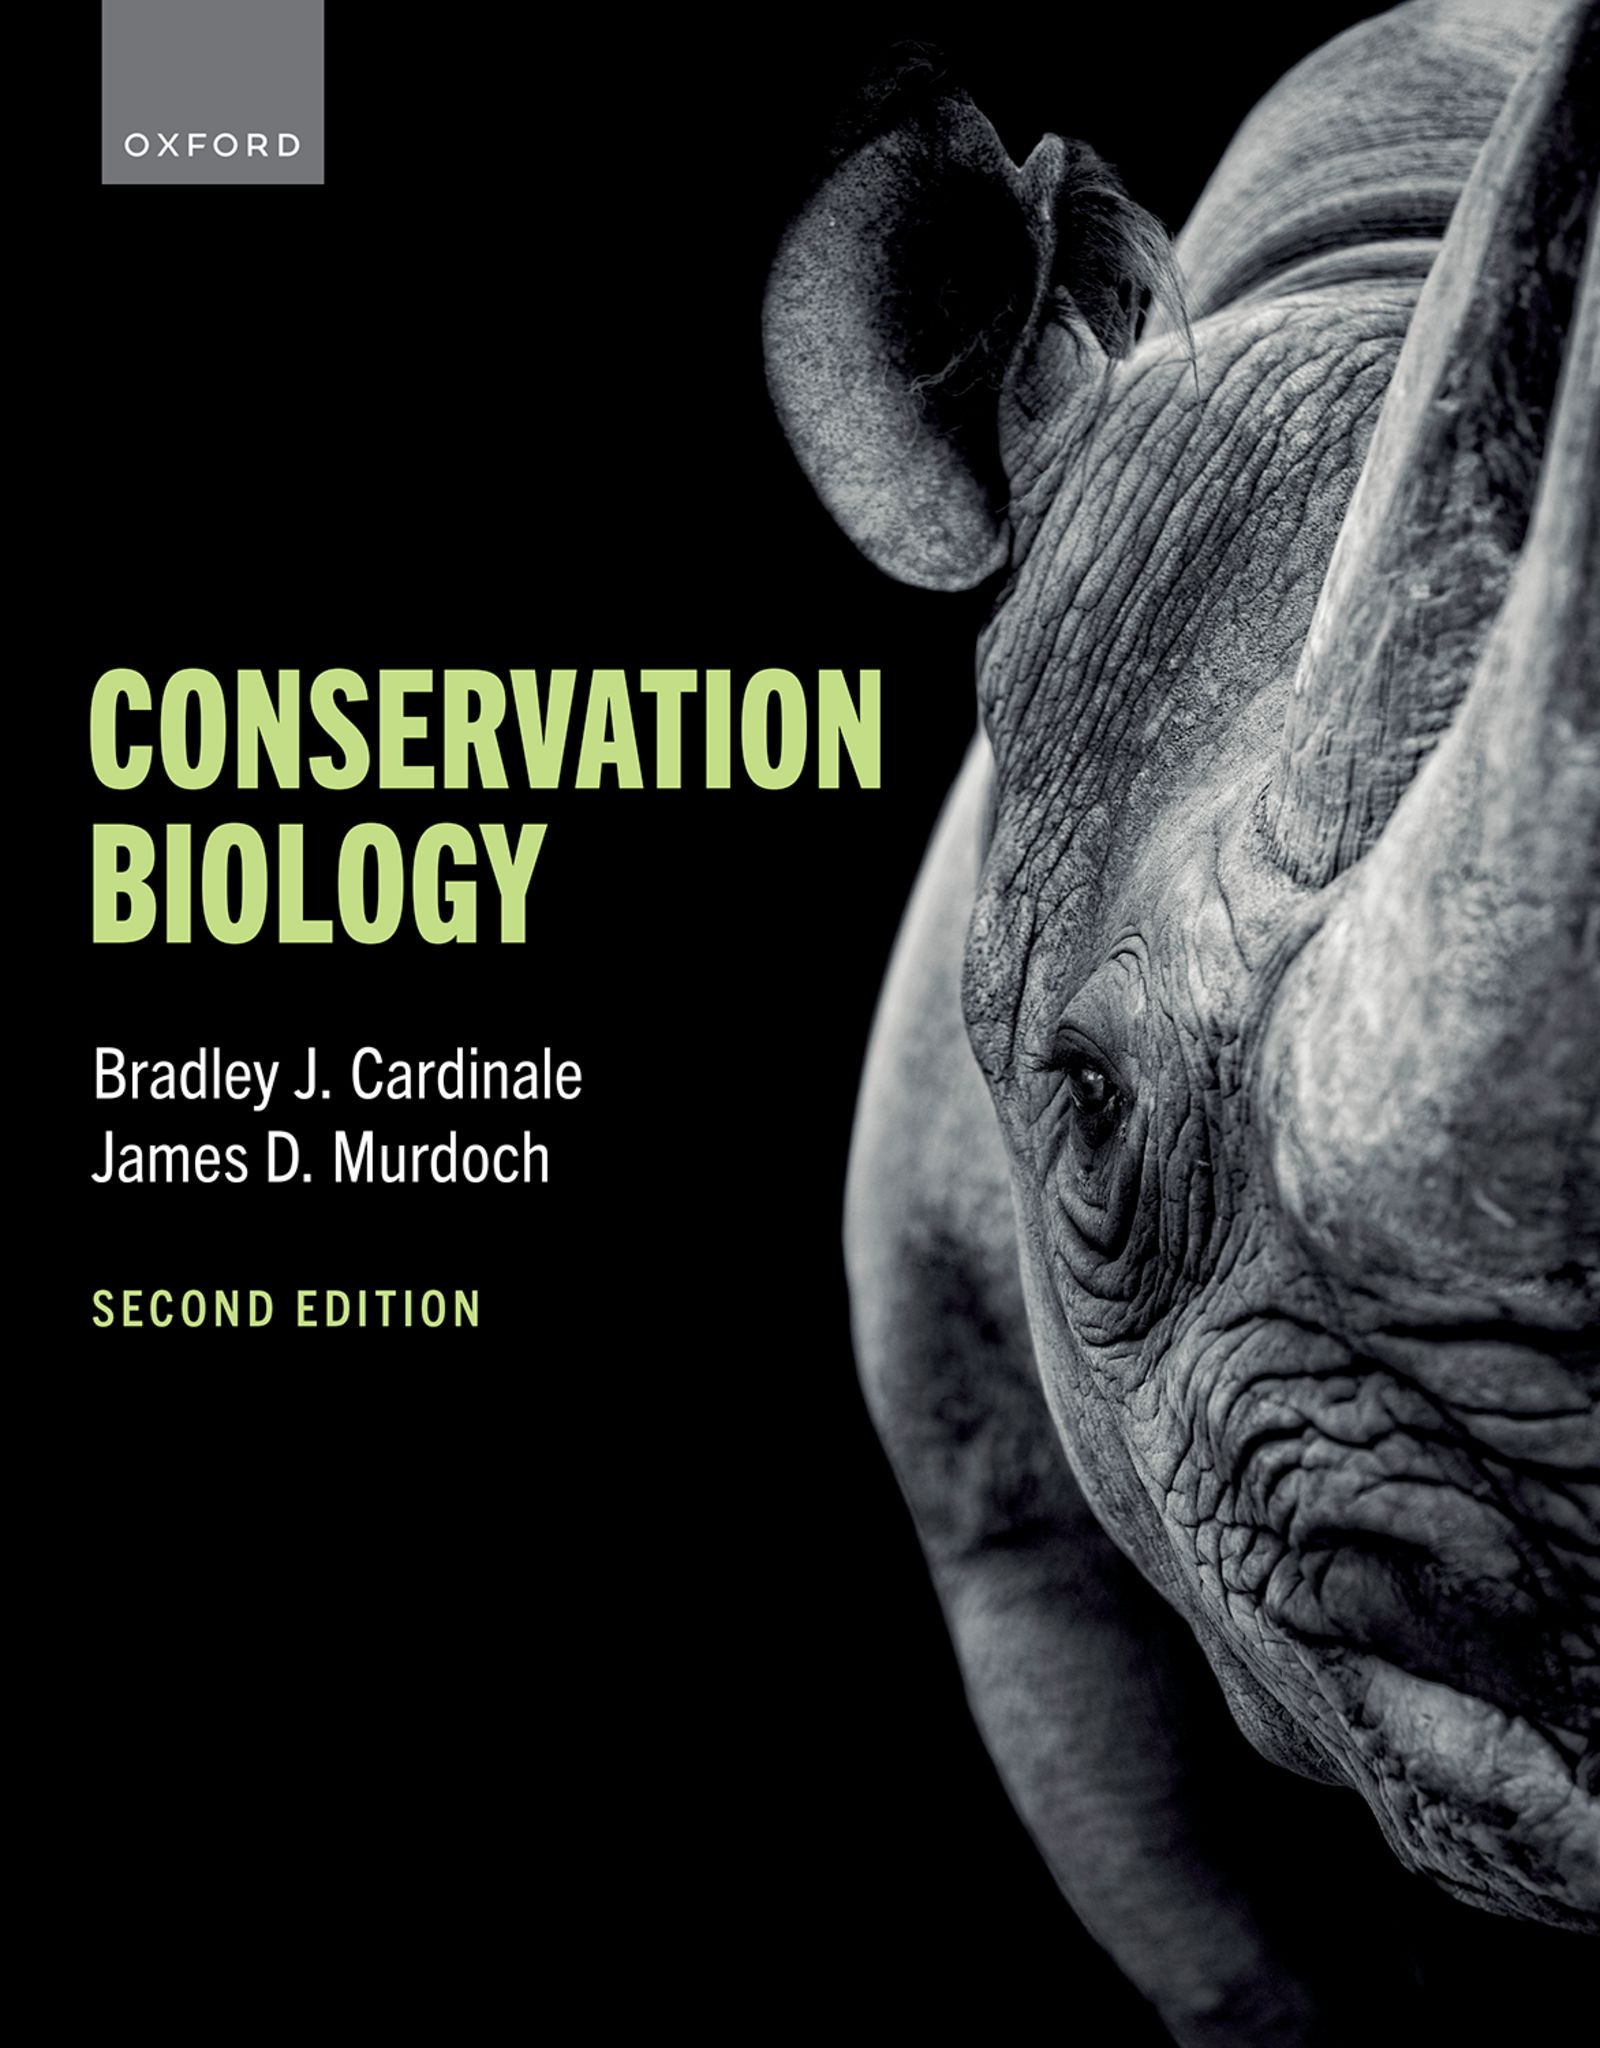 OXFORD
CONSERVATION
BIOLOGY
Bradley J. Cardinale
James D. Murdoch
SECOND EDITION